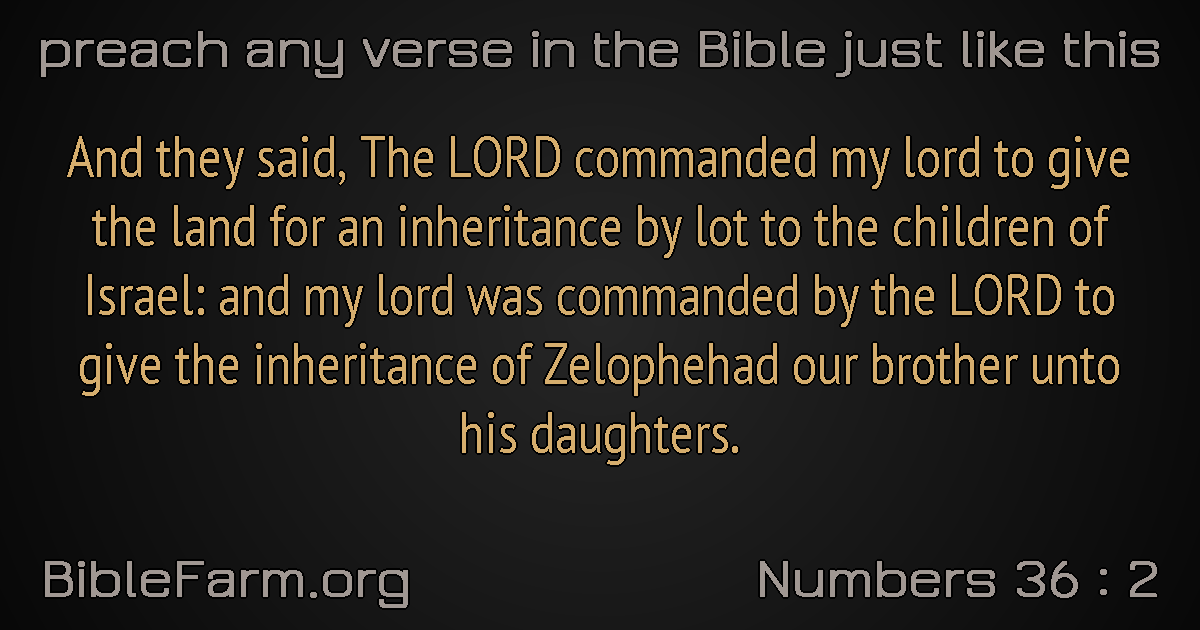 preach any verse in the Bible just like this
And they said, The LORD commanded my lord to give
the land for an inheritance by lot to the children of
Israel: and my lord was commanded by the LORD to
give the inheritance of Zelophehad our brother unto
his daughters.
BibleFarm.org
Numbers 36 : 2